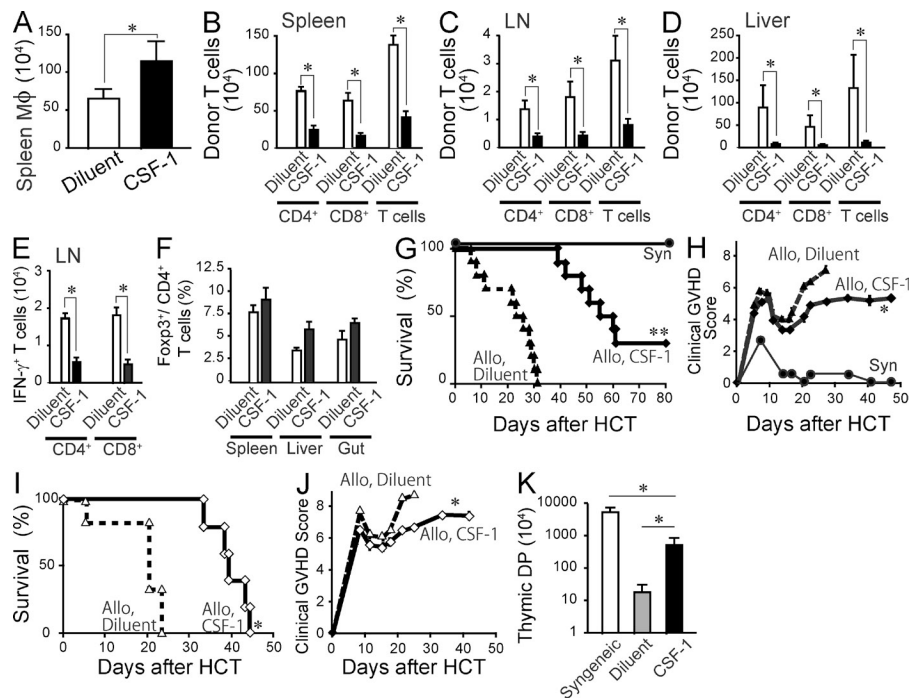 A
Spleen MΦ (10⁴)
150
100
50
0
*
Diluent
CSF-1
B
Spleen
Donor T cells (10⁴)
150
100
50
0
* * *
Diluent CSF-1 Diluent CSF-1 Diluent CSF-1
CD4⁺ CD8⁺ T cells
C
LN
Donor T cells (10⁴)
4
3
2
1
0
* * *
Diluent CSF-1 Diluent CSF-1 Diluent CSF-1
CD4⁺ CD8⁺ T cells
D
Liver
Donor T cells (10⁴)
250
200
150
100
50
0
* * *
Diluent CSF-1 Diluent CSF-1 Diluent CSF-1
CD4⁺ CD8⁺ T cells
E
LN
IFN-γ⁺ T cells (10⁴)
3
2
1
0
* *
Diluent CSF-1 Diluent CSF-1
CD4⁺ CD8⁺
F
Foxp3⁺/ CD4⁺
T cells (%)
12.5
10
7.5
5.0
2.5
0
Diluent CSF-1 Diluent CSF-1 Diluent CSF-1
Spleen Liver Gut
G
Survival (%)
100
50
0
Syn
Allo,
Diluent
Allo, CSF-1
**
0 20 40 60 80
Days after HCT
H
Clinical GVHD
Score
8
6
4
2
0
Allo, Diluent
Allo, CSF-1
*
Syn
0 10 20 30 40 50
Days after HCT
I
Survival (%)
100
50
0
Allo,
Diluent
Allo,
CSF-1
*
0 10 20 30 40 50
Days after HCT
J
Clinical GVHD Score
8
6
4
2
0
Allo, Diluent
*
Allo, CSF-1
0 10 20 30 40 50
Days after HCT
K
Thymic DP (10⁴)
10000
1000
100
10
1
*
*
Syngeneic
Diluent
CSF-1